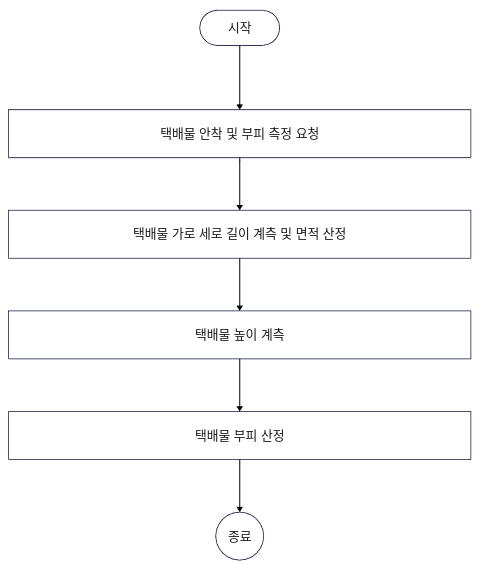 시작
택배물 안착 및 부피 측정 요청
택배물 가로 세로 길이 계측 및 면적 산정
택배물 높이 계측
택배물 부피 산정
종료